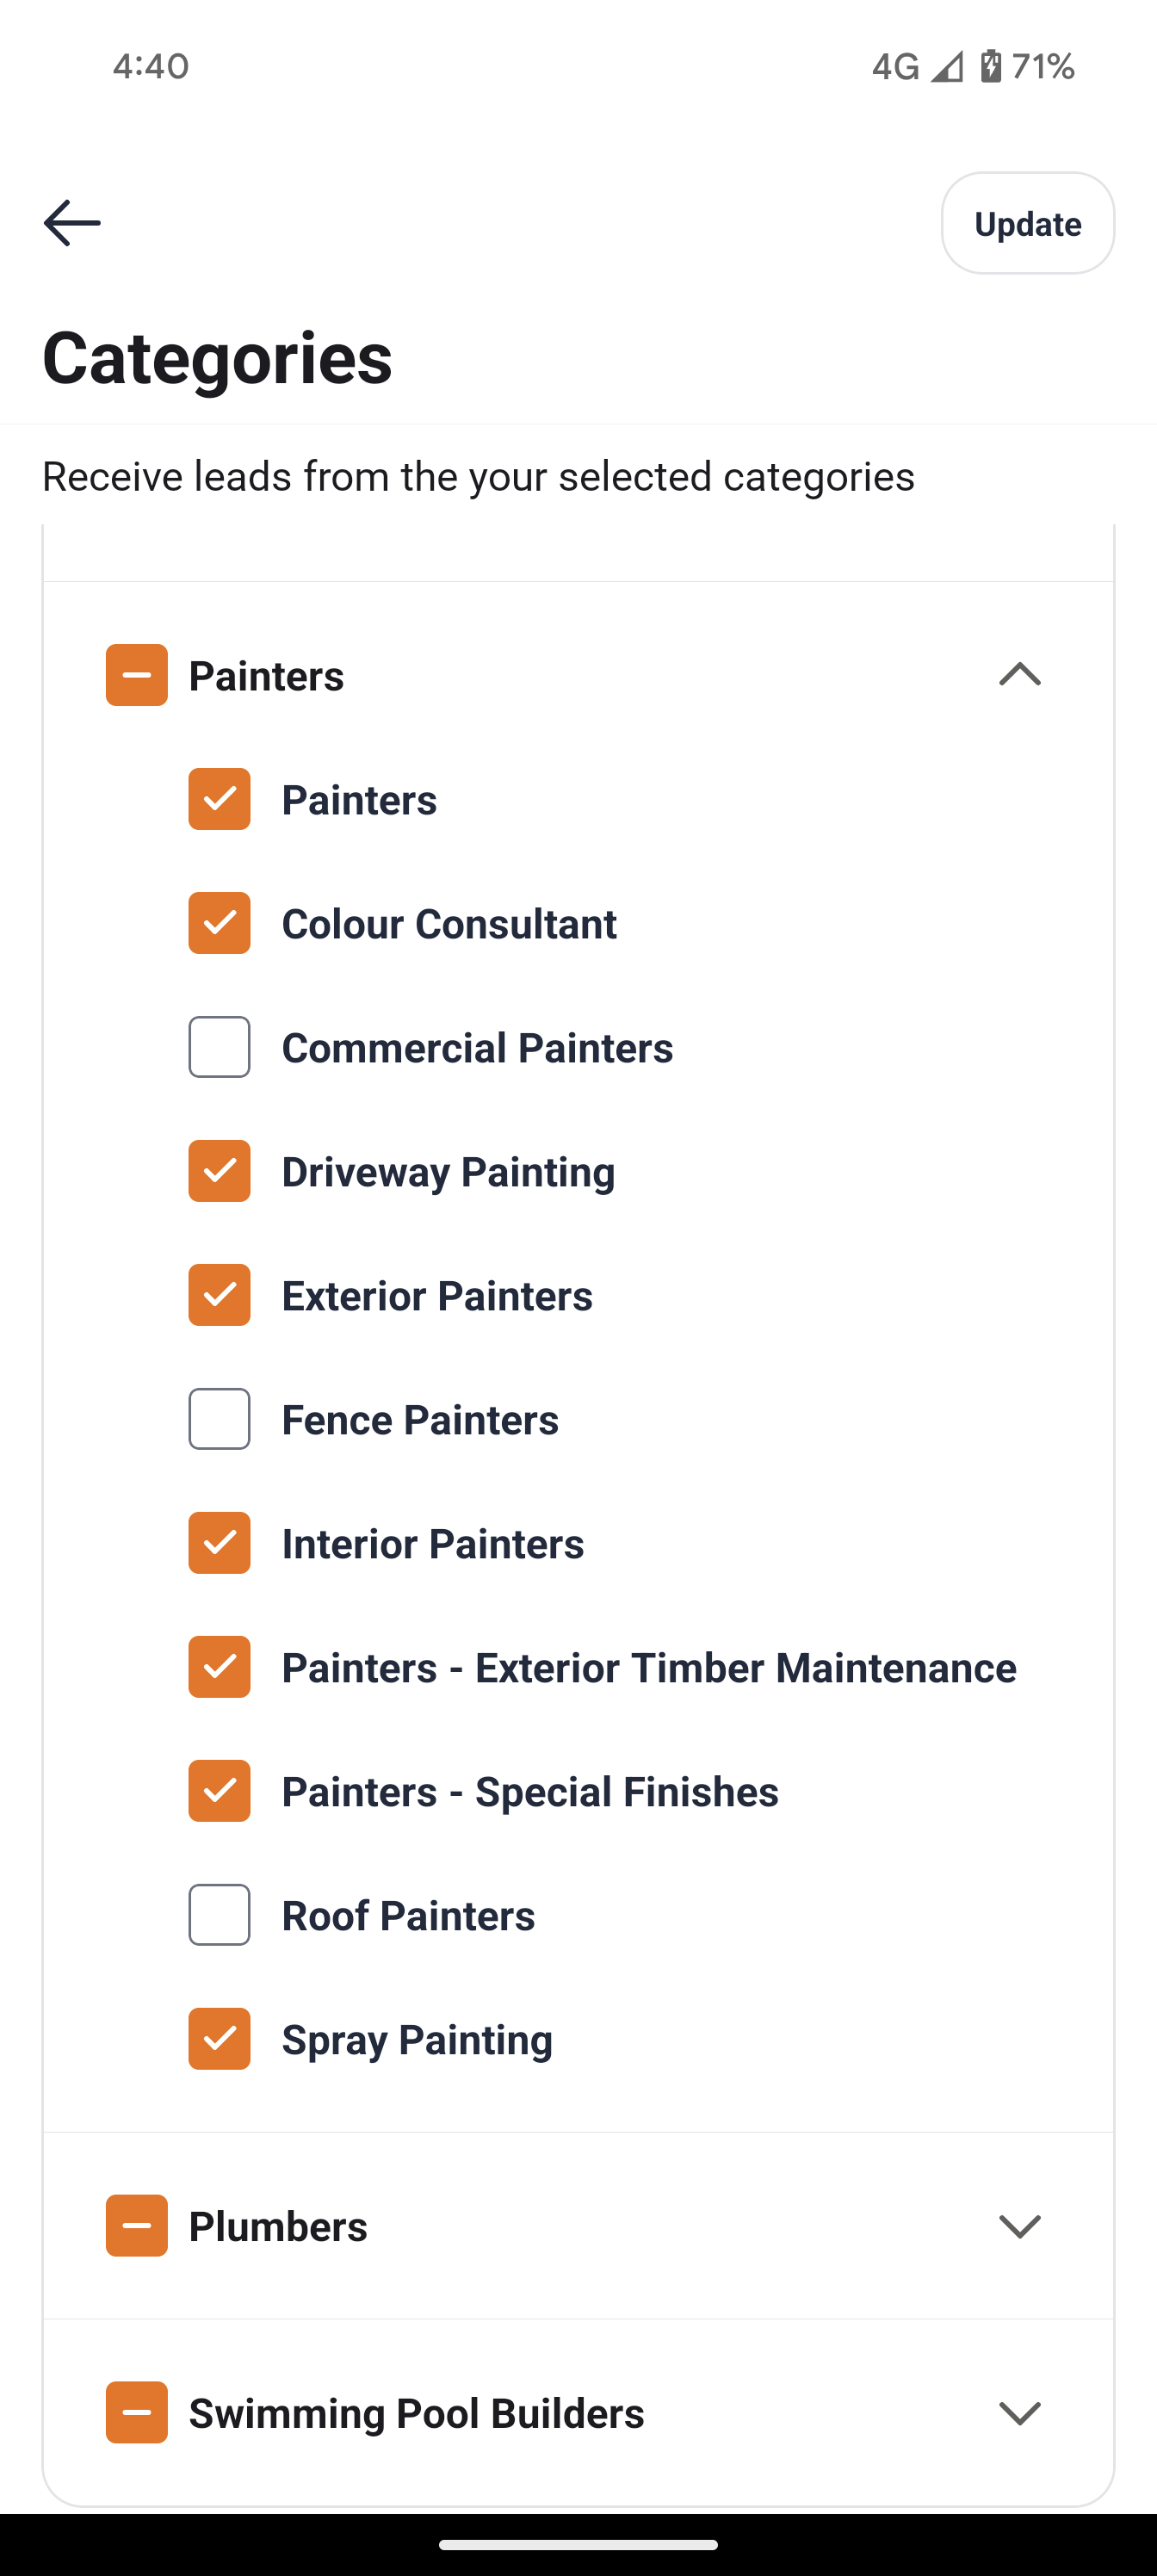 4:40
4G 71%
Update
Categories
Receive leads from the your selected categories
Painters
Painters
Colour Consultant
Commercial Painters
Driveway Painting
Exterior Painters
Fence Painters
Interior Painters
Painters - Exterior Timber Maintenance
Painters - Special Finishes
Roof Painters
Spray Painting
Plumbers
Swimming Pool Builders